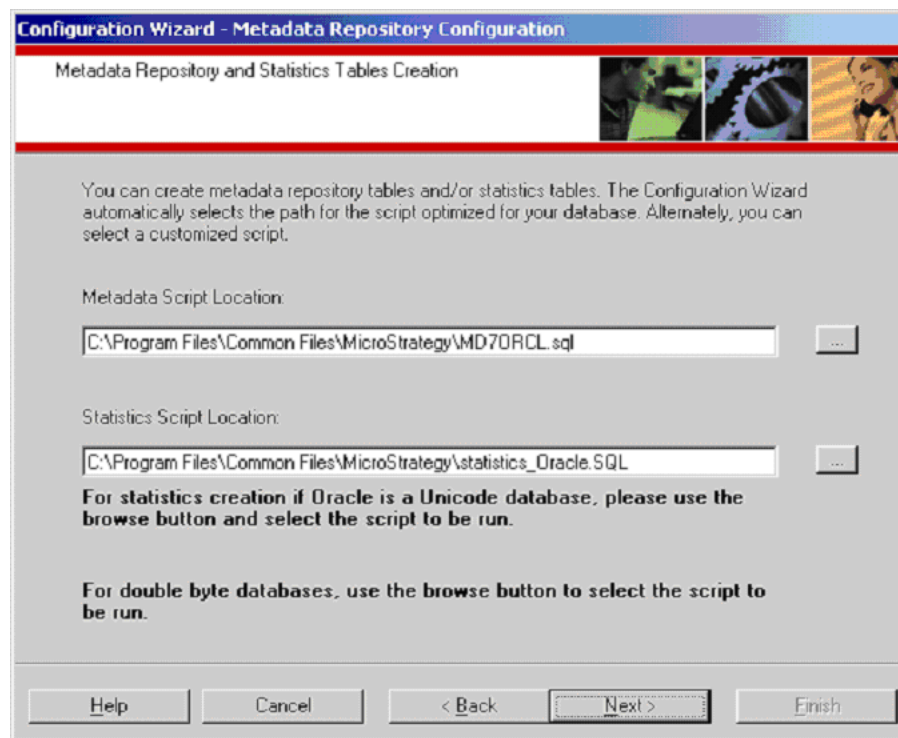 Configuration Wizard - Metadata Repository Configuration
Metadata Repository and Statistics Tables Creation
You can create metadata repository tables and/or statistics tables. The Configuration Wizard
automatically selects the path for the script optimized for your database. Alternately, you can
select a customized script.
Metadata Script Location:
C:\Program Files\Common Files\MicroStrategy\MD7ORCL.sql
...
Statistics Script Location:
C:\Program Files\Common Files\MicroStrategy\statistics_Oracle.SQL
...
For statistics creation if Oracle is a Unicode database, please use the
browse button and select the script to be run.
For double byte databases, use the browse button to select the script to
be run.
Help Cancel < Back Next > Finish